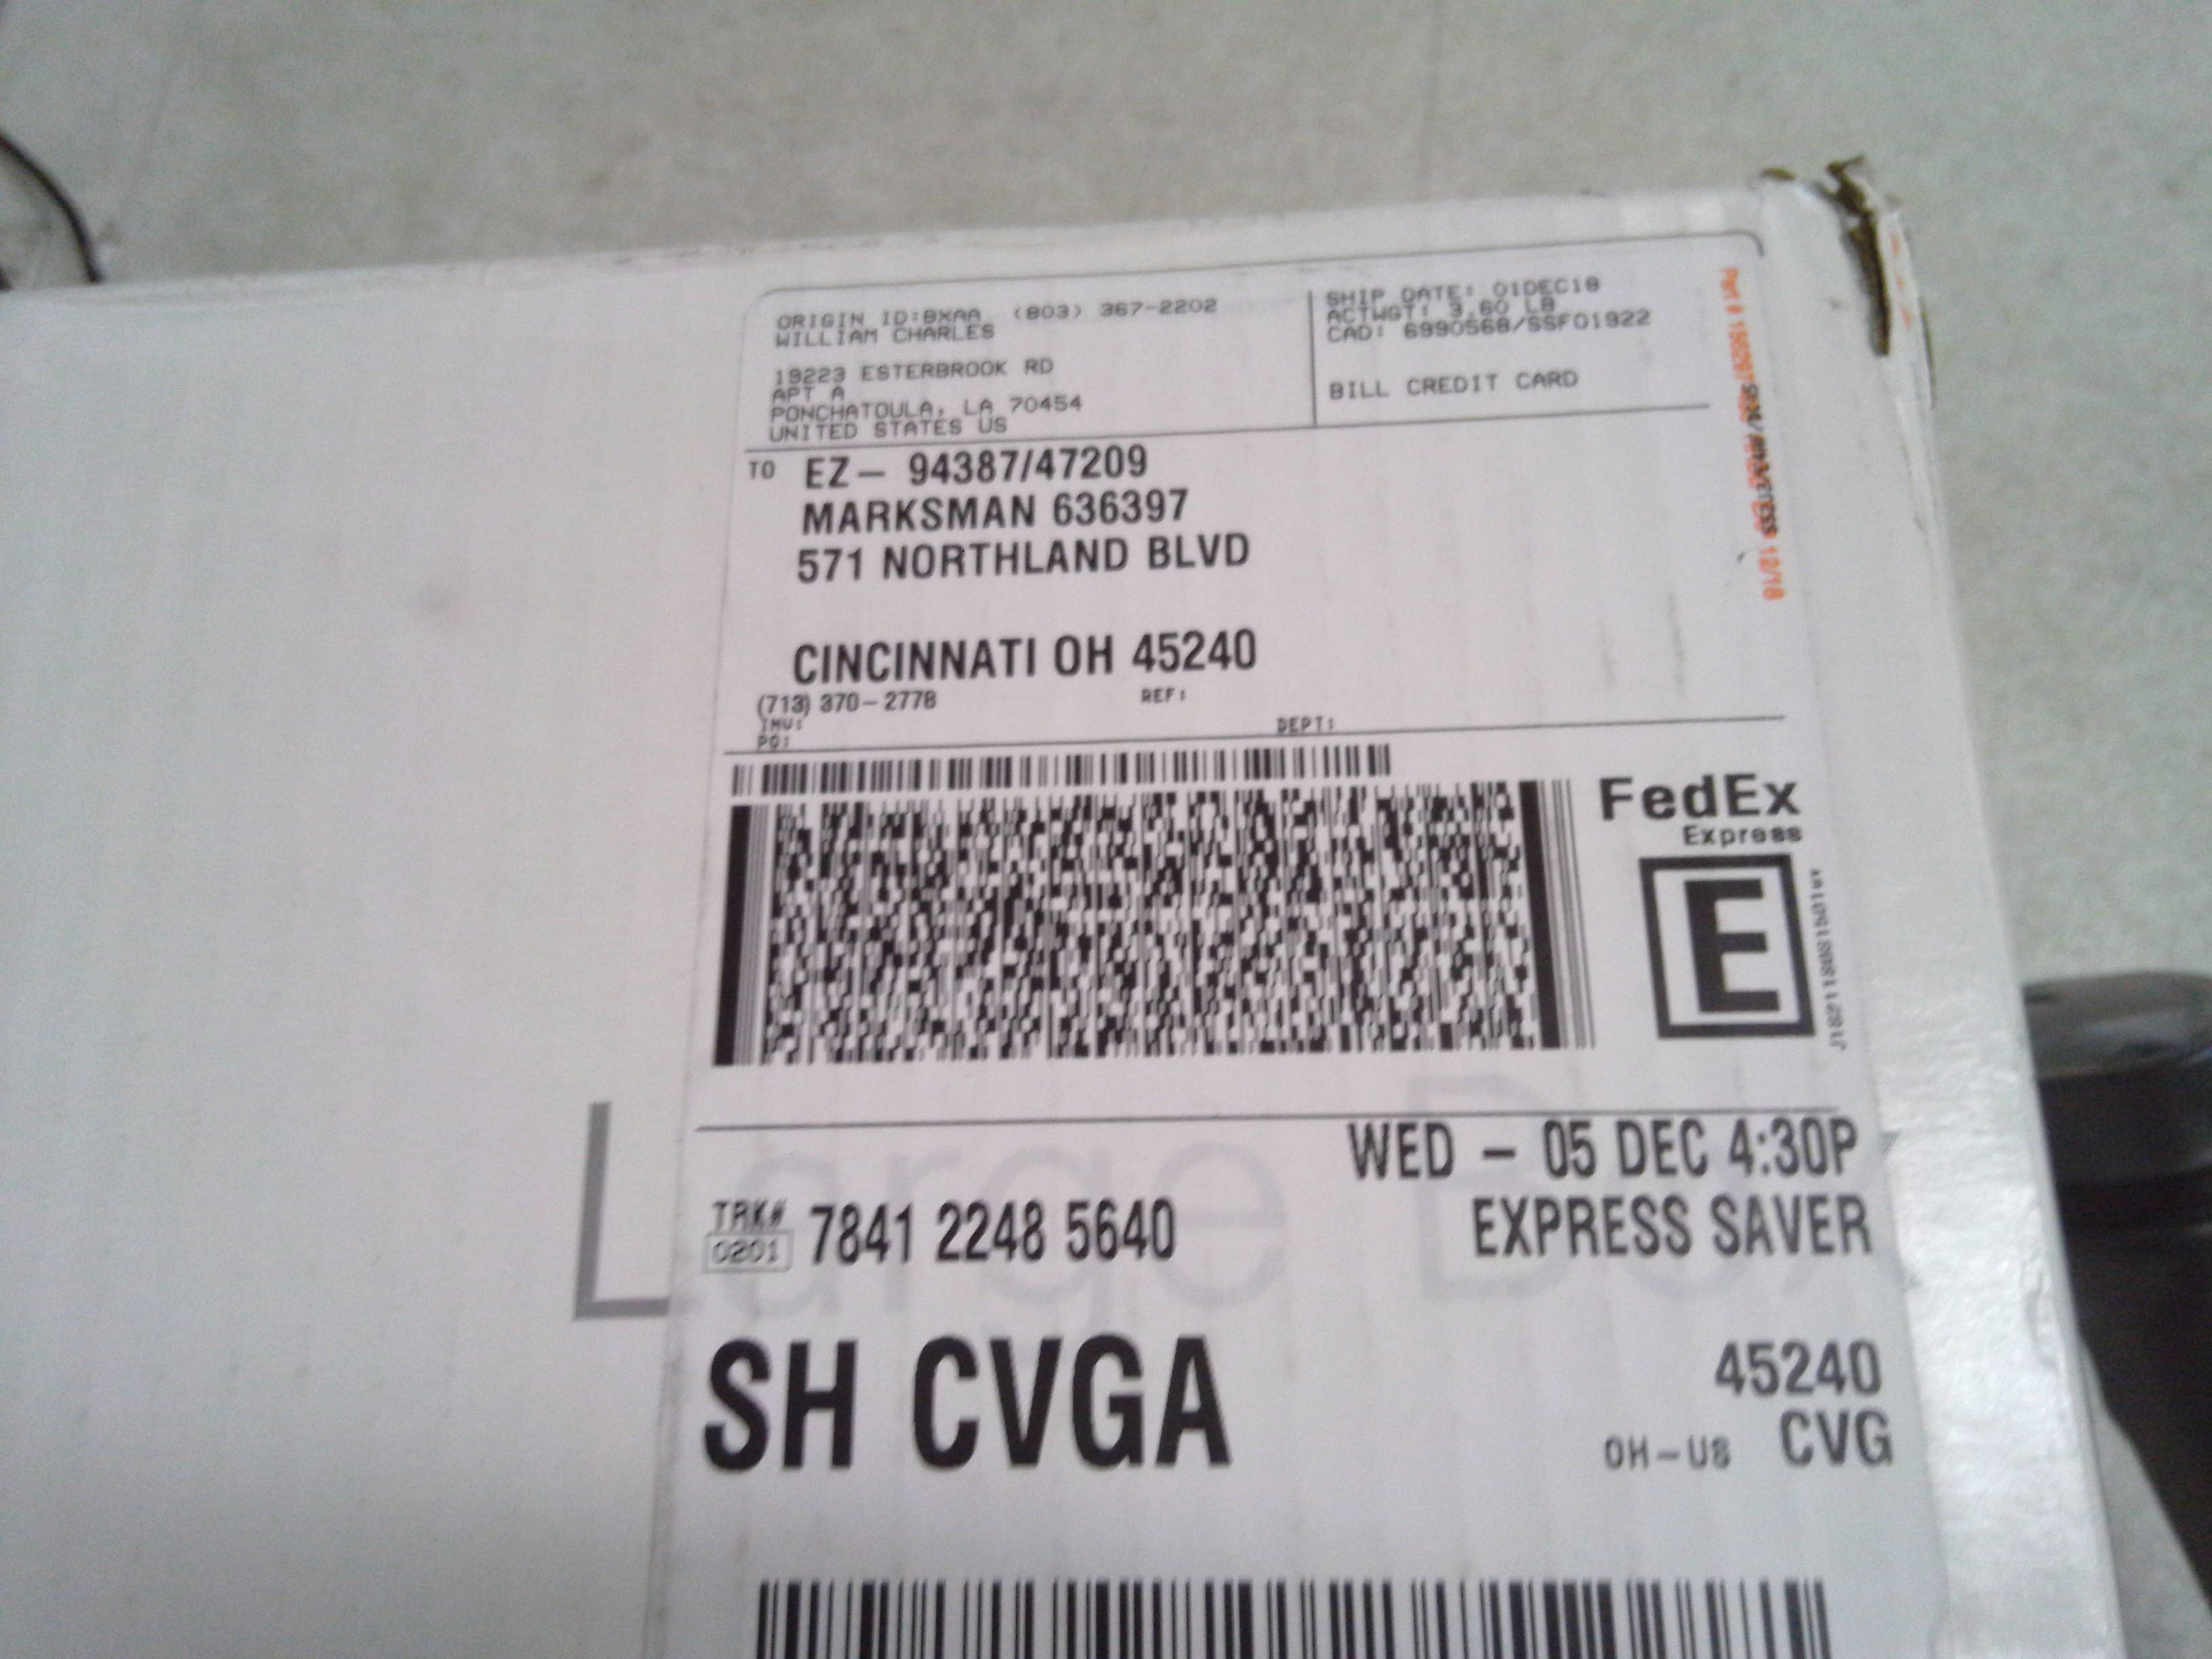 ORIGIN ID:BXAA (803) 367-2202
WILLIAM CHARLES
19223 ESTERBROOK RD
APT A
PONCHATOULA, LA 70454
UNITED STATES US
SHIP DATE: 01DEC18
ACTWGT: 3.60 LB
CAD: 6990568/SSFO1922
BILL CREDIT CARD
TO EZ- 94387/47209
MARKSMAN 636397
571 NORTHLAND BLVD
CINCINNATI OH 45240
(713) 370-2778 REF:
INV:
PO: DEPT:
FedEx
Express
E
WED - 05 DEC 4:30P
TRK# 7841 2248 5640
0201
EXPRESS SAVER
Large Box
SH CVGA
45240
OH-US CVG